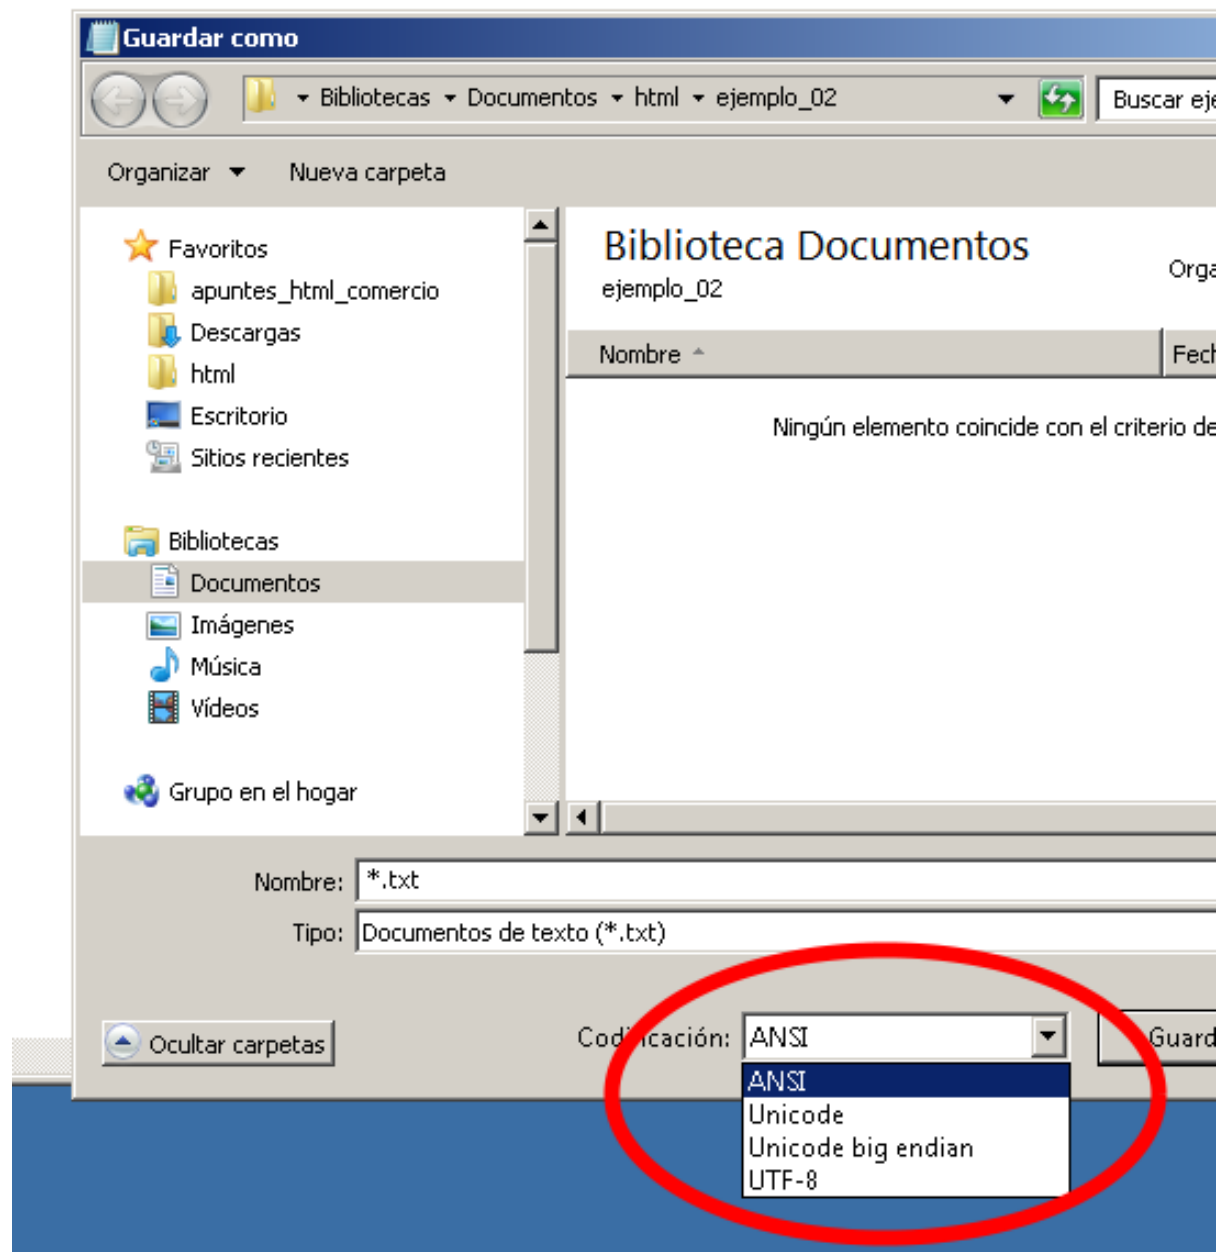 Guardar como
Bibliotecas Documentos html ejemplo_02
Buscar eje
Organizar Nueva carpeta
Favoritos
apuntes_html_comercio
Descargas
html
Escritorio
Sitios recientes
Bibliotecas
Documentos
Imágenes
Música
Vídeos
Grupo en el hogar
Biblioteca Documentos
ejemplo_02
Orga
Nombre Fech
Ningún elemento coincide con el criterio de
Nombre: *.txt
Tipo: Documentos de texto (*.txt)
Ocultar carpetas
Codificación: ANSI
Guard
ANSI
Unicode
Unicode big endian
UTF-8